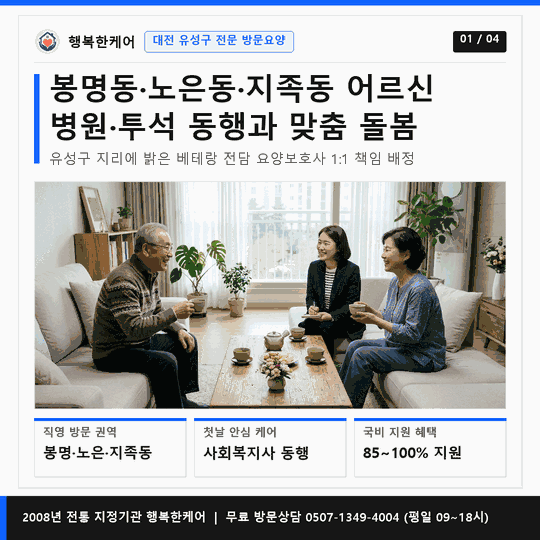 행복한케어
대전 유성구 전문 방문요양
01 / 04
봉명동·노은동·지족동 어르신
병원·투석 동행과 맞춤 돌봄
유성구 지리에 밝은 베테랑 전담 요양보호사 1:1 책임 배정
직영 방문 권역
봉명·노은·지족동
첫날 안심 케어
사회복지사 동행
국비 지원 혜택
85~100% 지원
2008년 전통 지정기관 행복한케어 | 무료 방문상담 0507-1349-4004 (평일 09~18시)